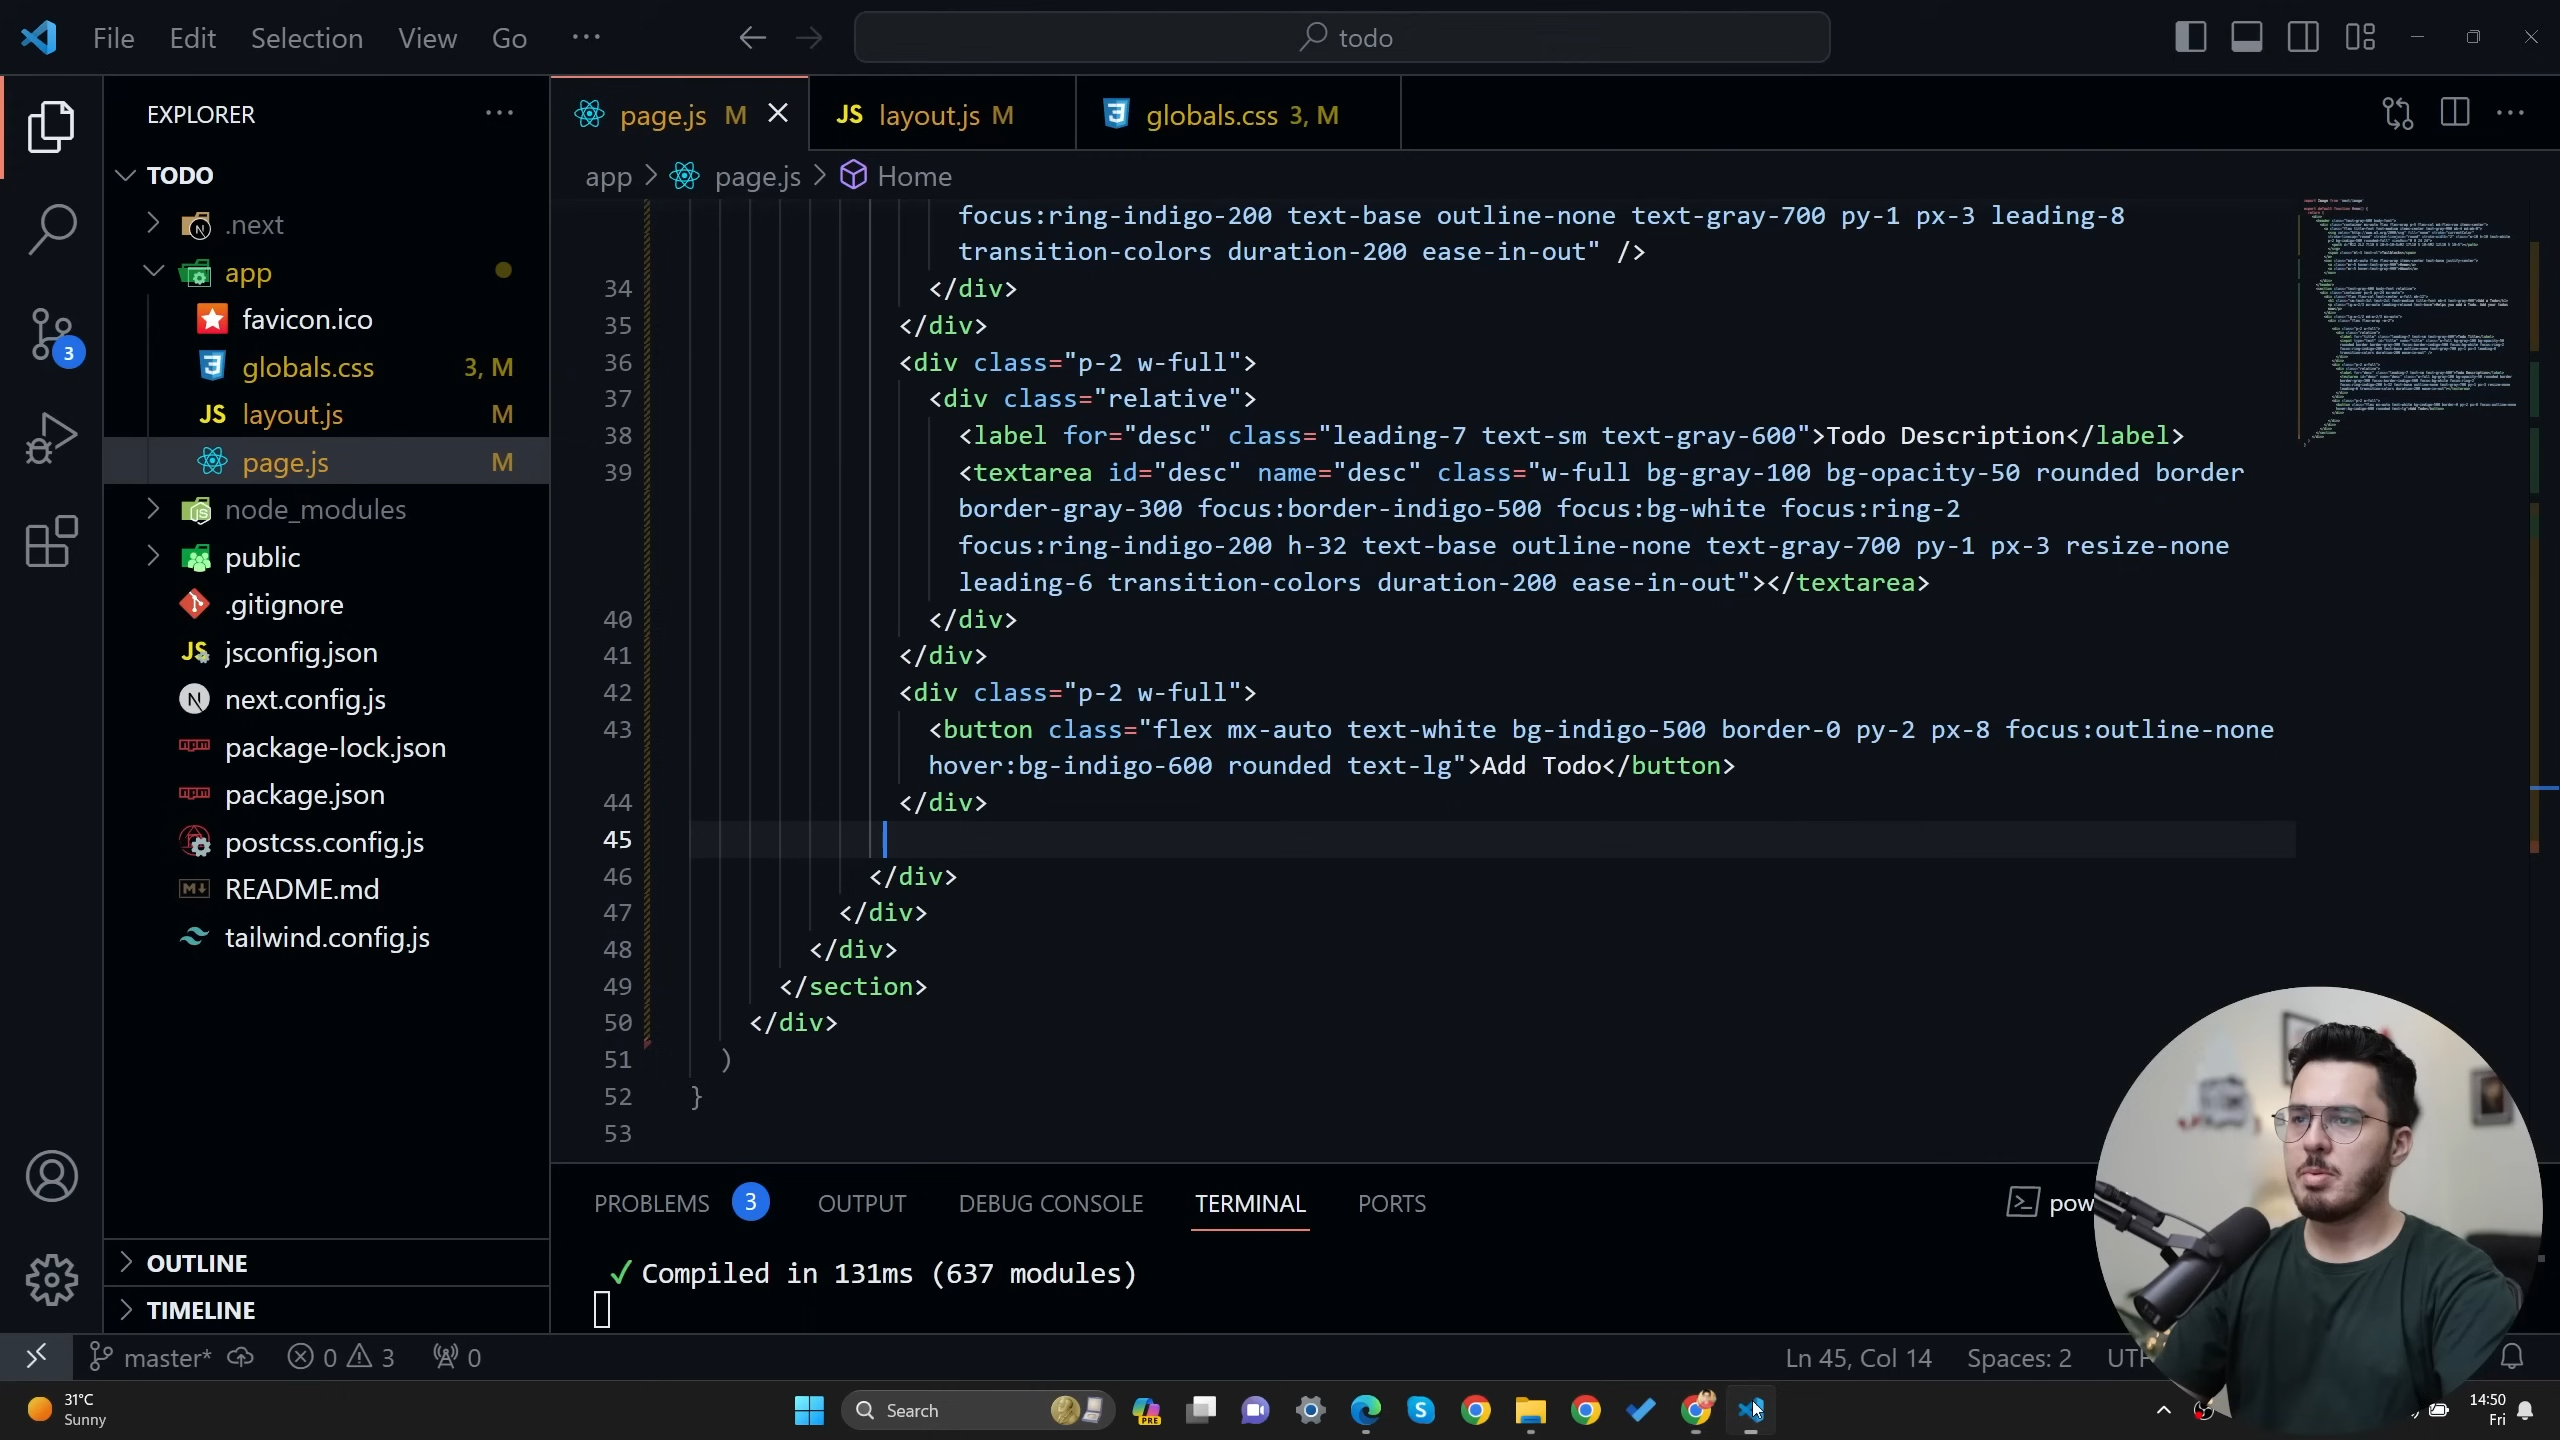 File Edit Selection View Go ···
todo
EXPLORER
page.js M
layout.js M
globals.css 3, M
app > page.js > Home
TODO
.next
app
favicon.ico
globals.css 3, M
layout.js M
page.js M
node_modules
public
.gitignore
jsconfig.json
next.config.js
package-lock.json
package.json
postcss.config.js
README.md
tailwind.config.js
OUTLINE
TIMELINE
focus:ring-indigo-200 text-base outline-none text-gray-700 py-1 px-3 leading-8
transition-colors duration-200 ease-in-out" />
34 </div>
35 </div>
36 <div class="p-2 w-full">
37 <div class="relative">
38 <label for="desc" class="leading-7 text-sm text-gray-600">Todo Description</label>
39 <textarea id="desc" name="desc" class="w-full bg-gray-100 bg-opacity-50 rounded border
border-gray-300 focus:border-indigo-500 focus:bg-white focus:ring-2
focus:ring-indigo-200 h-32 text-base outline-none text-gray-700 py-1 px-3 resize-none
leading-6 transition-colors duration-200 ease-in-out"></textarea>
40 </div>
41 </div>
42 <div class="p-2 w-full">
43 <button class="flex mx-auto text-white bg-indigo-500 border-0 py-2 px-8 focus:outline-none
hover:bg-indigo-600 rounded text-lg">Add Todo</button>
44 </div>
45
46 </div>
47 </div>
48 </div>
49 </section>
50 </div>
51 )
52 }
53
PROBLEMS 3 OUTPUT DEBUG CONSOLE TERMINAL PORTS
pow
✓ Compiled in 131ms (637 modules)
3
master* 0 3 0
Ln 45, Col 14 Spaces: 2 UTF
31°C
Sunny
Search
PRE
14:50
Fri